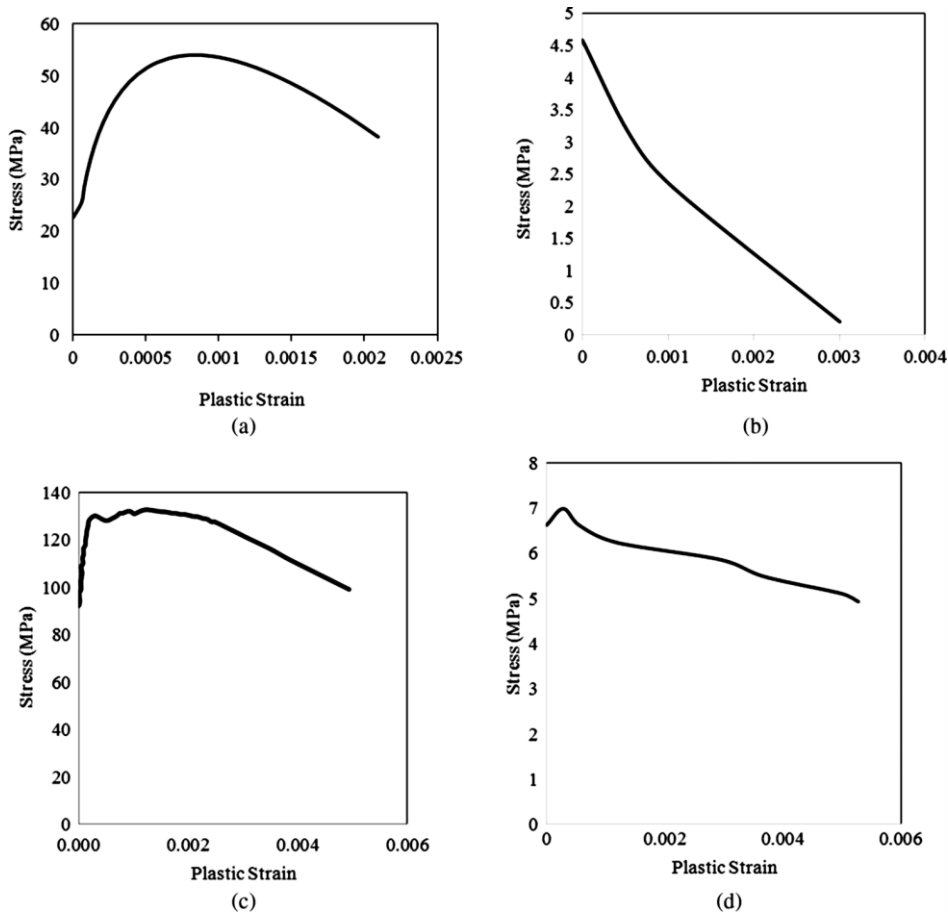 60
50
40
30
20
10
0
Stress (MPa)
0 0.0005 0.001 0.0015 0.002 0.0025
Plastic Strain
(a)
5
4.5
4
3.5
3
2.5
2
1.5
1
0.5
0
Stress (MPa)
0 0.001 0.002 0.003 0.004
Plastic Strain
(b)
140
120
100
80
60
40
20
0
Stress (MPa)
0.000 0.002 0.004 0.006
Plastic Strain
(c)
8
7
6
5
4
3
2
1
0
Stress (MPa)
0 0.002 0.004 0.006
Plastic Strain
(d)